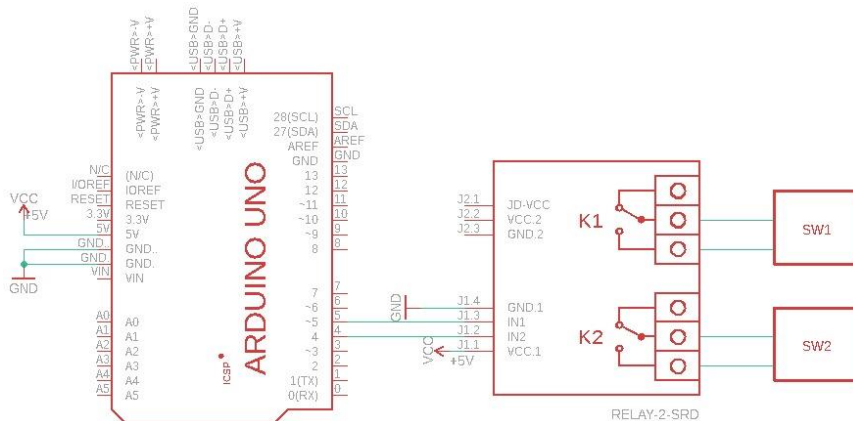 <PWR>-V
<PWR>+V
<USB>GND
<USB>D-
<USB>D+
<USB>+V
<PWR>-V
<PWR>+V
<USB>GND
<USB>D-
<USB>D+
<USB>+V
VCC
+5V
GND
N/C
I/OREF
RESET
3.3V
5V
GND..
GND.
VIN
A0
A1
A2
A3
A4
A5
(N/C)
IOREF
RESET
3.3V
5V
GND..
GND.
VIN
A0
A1
A2
A3
A4
A5
ICSP
ARDUINO UNO
28(SCL)
27(SDA)
AREF
GND
13
12
~11
~10
~9
8
7
~6
~5
4
~3
2
1(TX)
0(RX)
SCL
SDA
AREF
GND
13
12
11
10
9
8
7
6
5
4
3
2
1
0
GND
VCC
+5V
J2.1
J2.2
J2.3
J1.4
J1.3
J1.2
J1.1
JD-VCC
VCC.2
GND.2
GND.1
IN1
IN2
VCC.1
K1
K2
SW1
SW2
RELAY-2-SRD